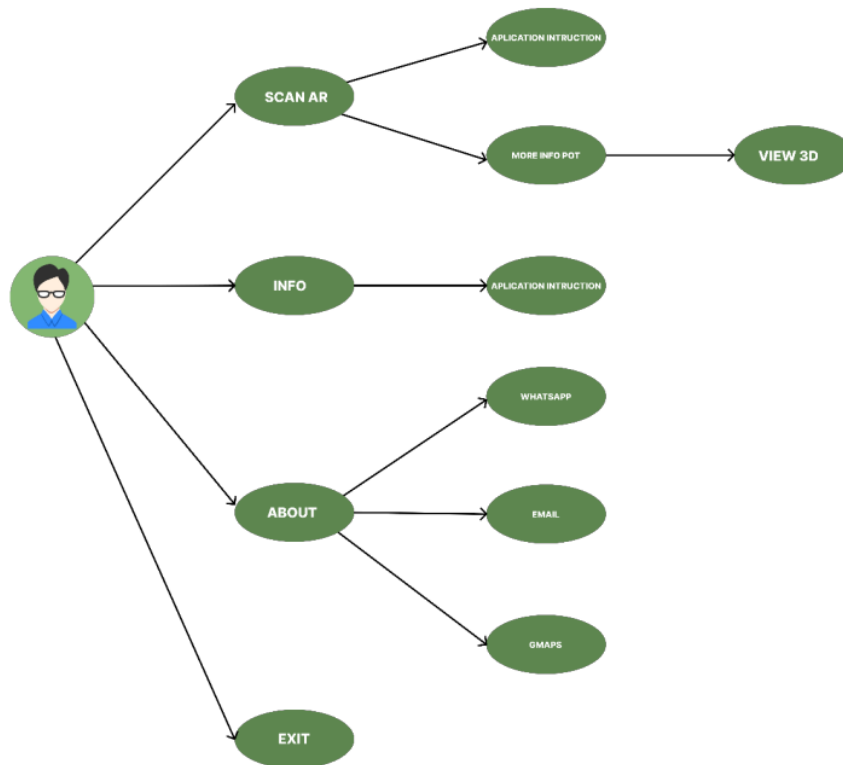 APLICATION INTRUCTION
SCAN AR
MORE INFO POT
VIEW 3D
INFO
APLICATION INTRUCTION
WHATSAPP
ABOUT
EMAIL
GMAPS
EXIT